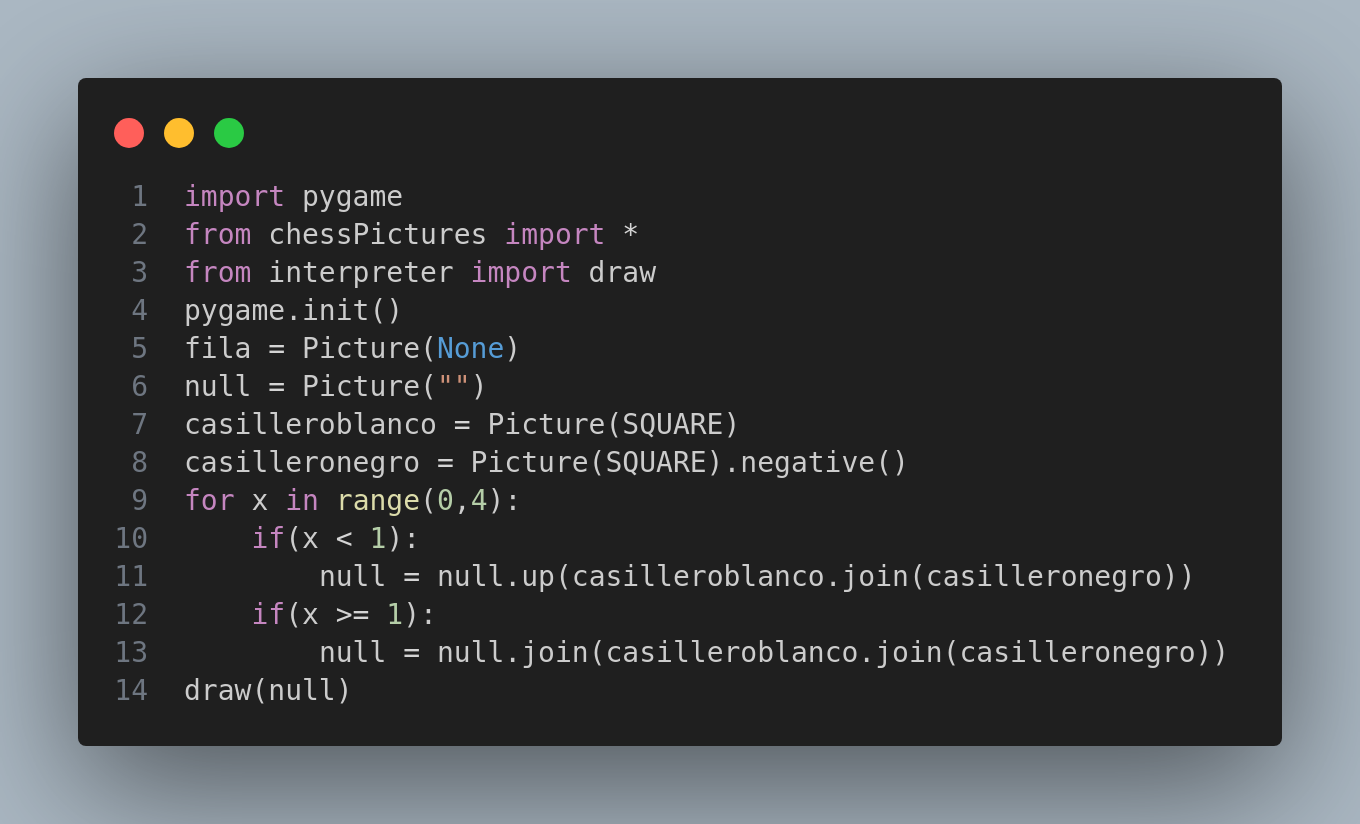 1 import pygame
2 from chessPictures import *
3 from interpreter import draw
4 pygame.init()
5 fila = Picture(None)
6 null = Picture("")
7 casilleroblanco = Picture(SQUARE)
8 casilleronegro = Picture(SQUARE).negative()
9 for x in range(0,4):
10     if(x < 1):
11         null = null.up(casilleroblanco.join(casilleronegro))
12     if(x >= 1):
13         null = null.join(casilleroblanco.join(casilleronegro))
14 draw(null)